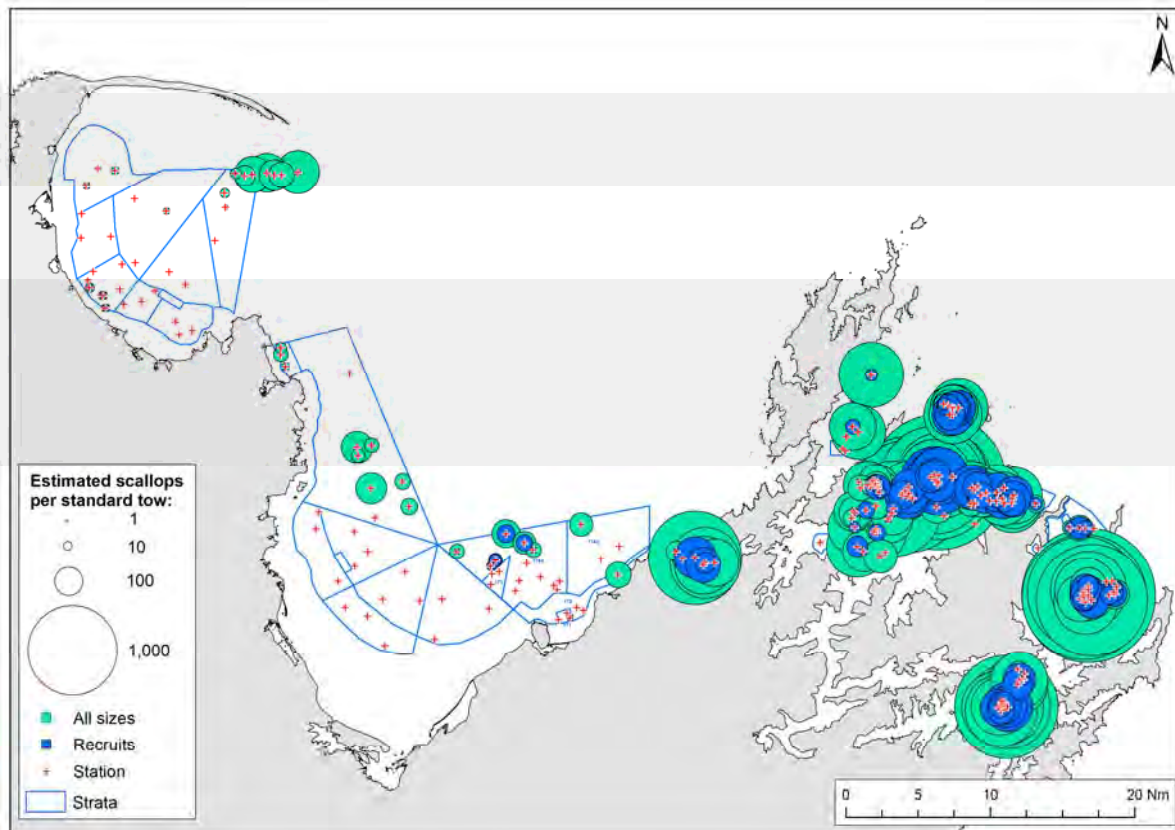 N
Estimated scallops
per standard tow:
1
10
100
1,000
All sizes
Recruits
Station
Strata
0 5 10 20 Nm